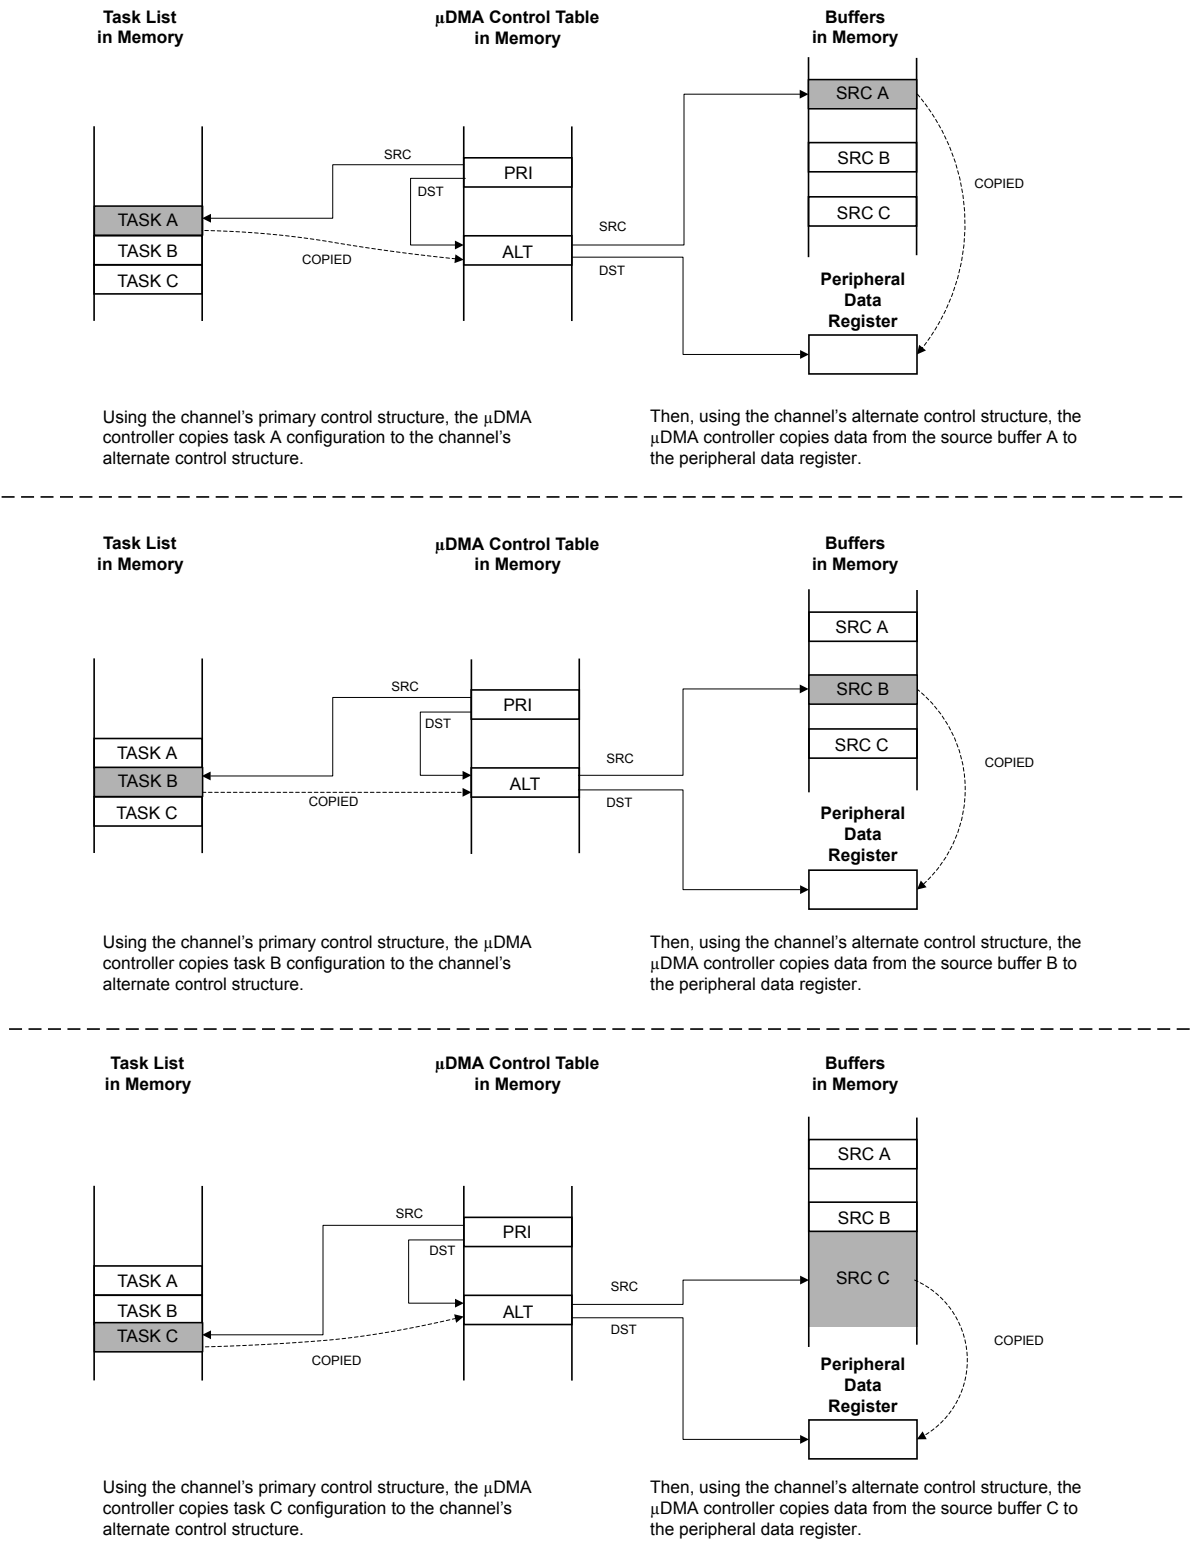 Task List
in Memory
μDMA Control Table
in Memory
Buffers
in Memory
SRC A
SRC B
SRC C
COPIED
SRC
PRI
DST
TASK A
TASK B
TASK C
COPIED
ALT
SRC
DST
Peripheral
Data
Register
Using the channel's primary control structure, the μDMA
controller copies task A configuration to the channel's
alternate control structure.
Then, using the channel's alternate control structure, the
μDMA controller copies data from the source buffer A to
the peripheral data register.
Task List
in Memory
μDMA Control Table
in Memory
Buffers
in Memory
SRC A
SRC B
SRC C
COPIED
SRC
PRI
DST
TASK A
TASK B
TASK C
COPIED
ALT
SRC
DST
Peripheral
Data
Register
Using the channel's primary control structure, the μDMA
controller copies task B configuration to the channel's
alternate control structure.
Then, using the channel's alternate control structure, the
μDMA controller copies data from the source buffer B to
the peripheral data register.
Task List
in Memory
μDMA Control Table
in Memory
Buffers
in Memory
SRC A
SRC B
SRC C
COPIED
SRC
PRI
DST
TASK A
TASK B
TASK C
COPIED
ALT
SRC
DST
Peripheral
Data
Register
Using the channel's primary control structure, the μDMA
controller copies task C configuration to the channel's
alternate control structure.
Then, using the channel's alternate control structure, the
μDMA controller copies data from the source buffer C to
the peripheral data register.